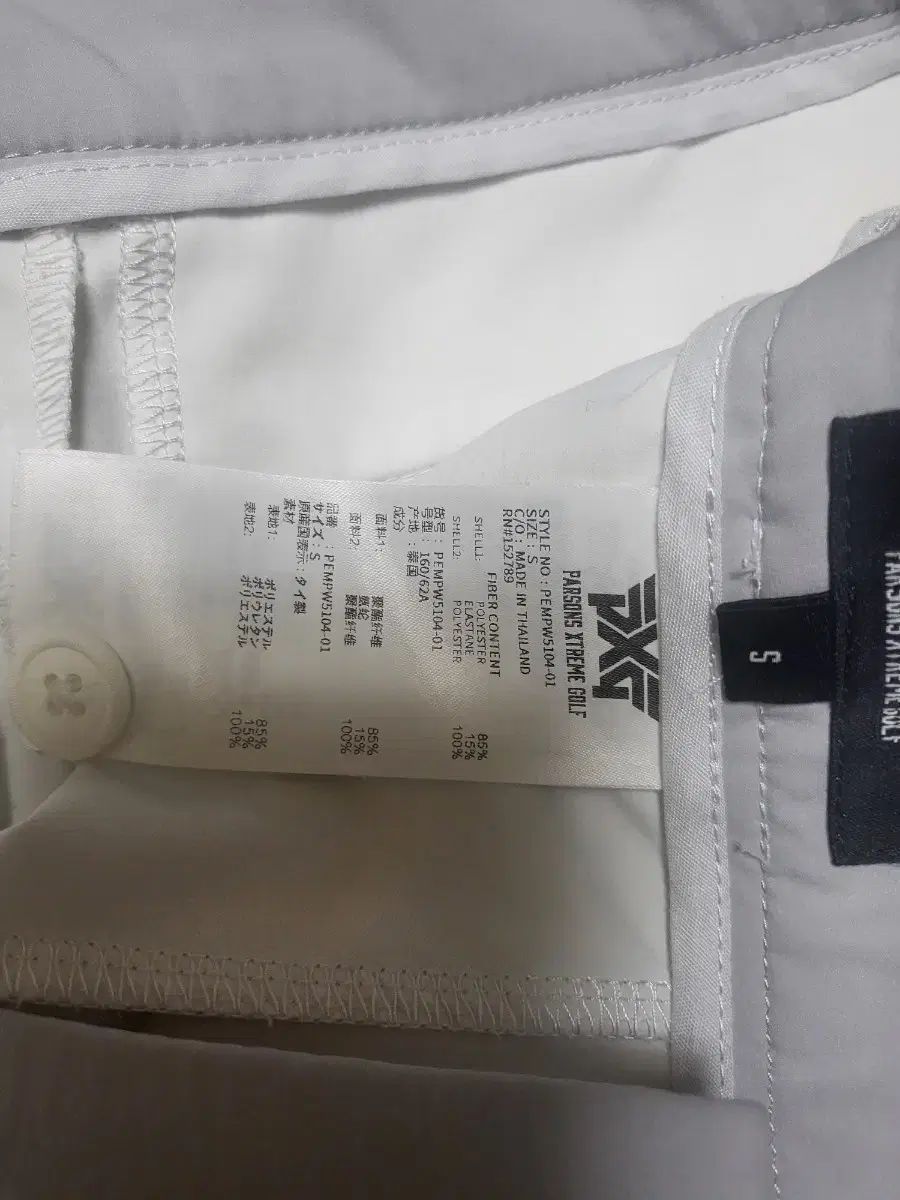 PXG
PARSONS XTREME GOLF
STYLE NO : PEMPW5104-01
SIZE : S
C/O : MADE IN THAILAND
RN#152789
FIBER CONTENT
SHELL1: POLYESTER 85%
ELASTANE 15%
SHELL2: POLYESTER 100%
货号 : PEMPW5104-01
号型 : 160/62A
产地 : 泰国
成分
面料1: 聚酯纤维 85%
氨纶 15%
面料2: 聚酯纤维 100%
品番 : PEMPW5104-01
サイズ : S
原産国表示 : タイ製
素材
表地1: ポリエステル 85%
ポリウレタン 15%
表地2: ポリエステル 100%
S
PARSONS XTREME GOLF